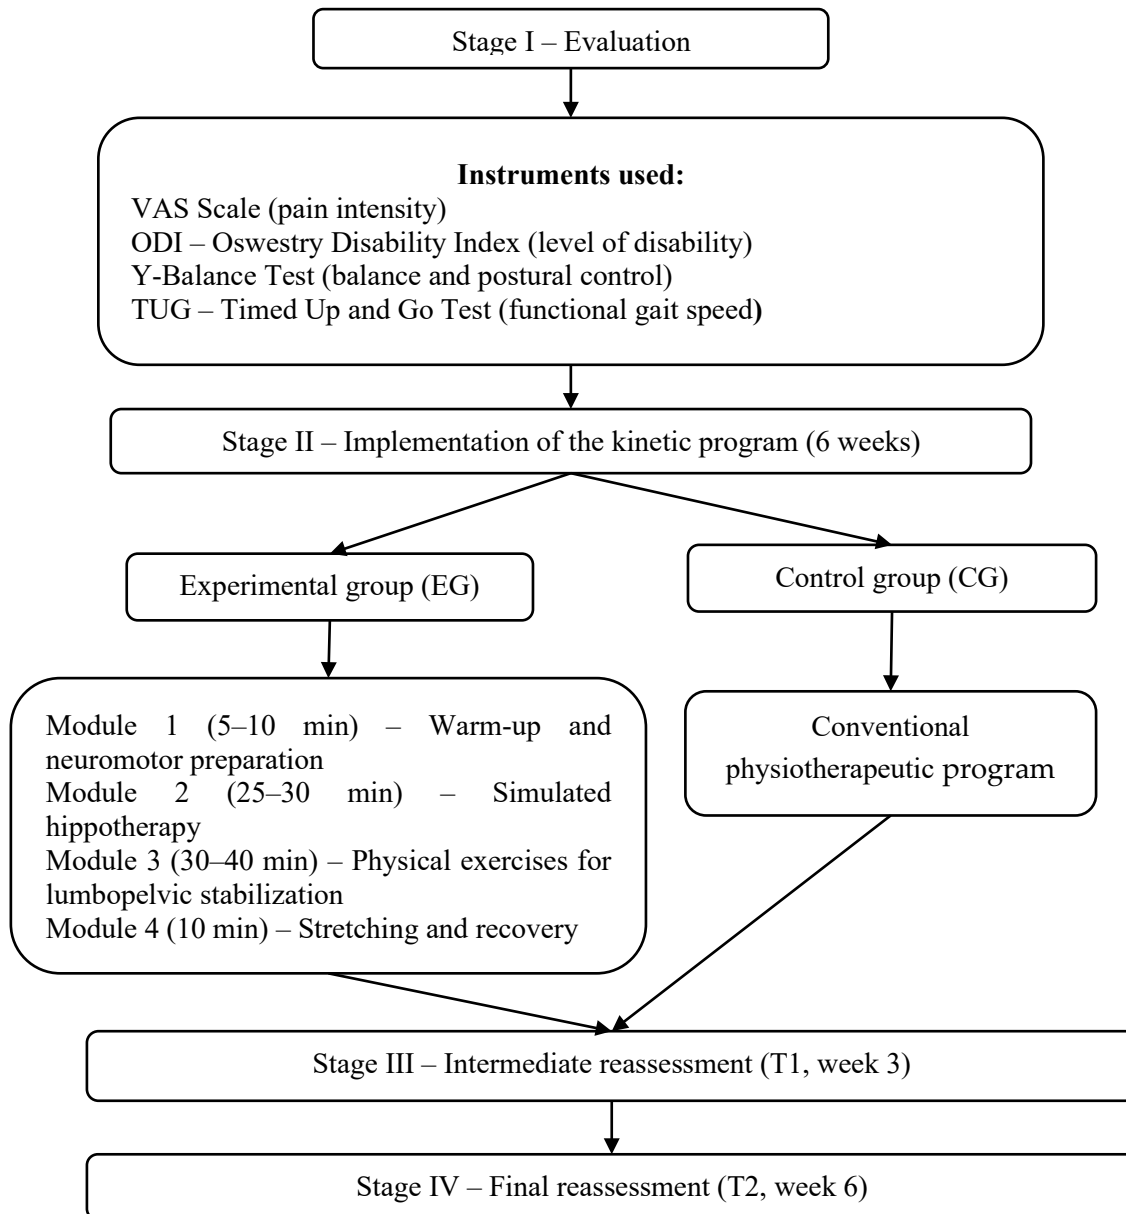 Stage I – Evaluation
Instruments used:
VAS Scale (pain intensity)
ODI – Oswestry Disability Index (level of disability)
Y-Balance Test (balance and postural control)
TUG – Timed Up and Go Test (functional gait speed)
Stage II – Implementation of the kinetic program (6 weeks)
Experimental group (EG)
Control group (CG)
Module 1 (5–10 min) – Warm-up and
neuromotor preparation
Module 2 (25–30 min) – Simulated
hippotherapy
Module 3 (30–40 min) – Physical exercises for
lumbopelvic stabilization
Module 4 (10 min) – Stretching and recovery
Conventional
physiotherapeutic program
Stage III – Intermediate reassessment (T1, week 3)
Stage IV – Final reassessment (T2, week 6)